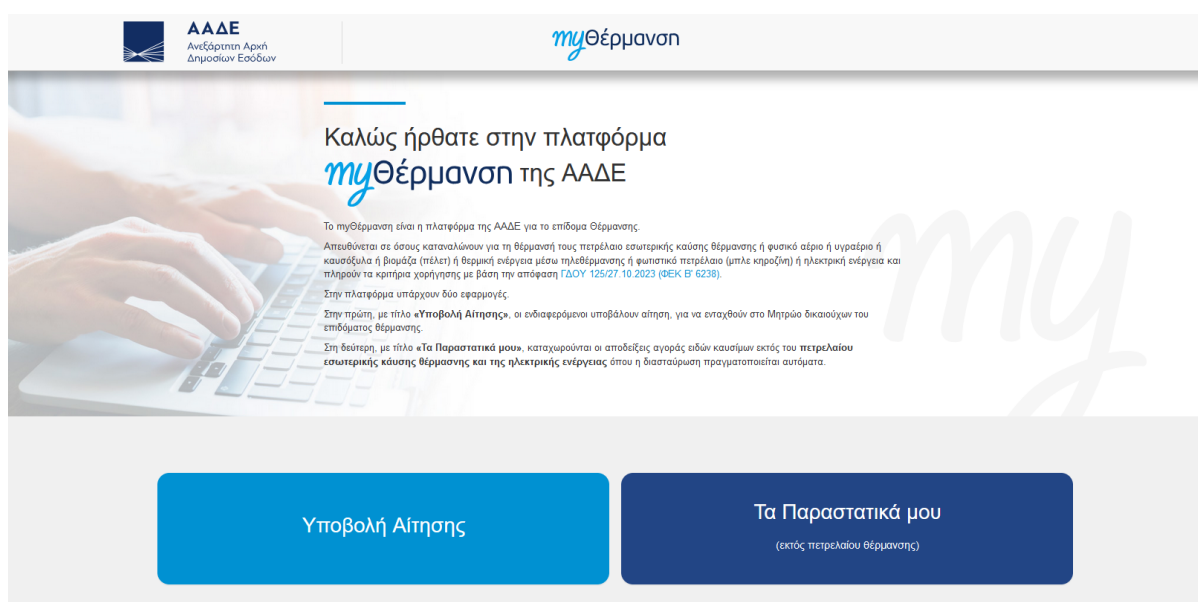 ΑΑΔΕ
Ανεξάρτητη Αρχή
Δημοσίων Εσόδων
myΘέρμανση
Καλώς ήρθατε στην πλατφόρμα
myΘέρμανση της ΑΑΔΕ
Το myΘέρμανση είναι η πλατφόρμα της ΑΑΔΕ για το επίδομα Θέρμανσης.
Απευθύνεται σε όσους καταναλώνουν για τη θέρμανσή τους πετρέλαιο εσωτερικής καύσης θέρμανσης ή φυσικό αέριο ή υγραέριο ή
καυσόξυλα ή βιομάζα (πέλετ) ή θερμική ενέργεια μέσω τηλεθέρμανσης ή φωτιστικό πετρέλαιο (μπλε κηροζίνη) ή ηλεκτρική ενέργεια και
πληρούν τα κριτήρια χορήγησης με βάση την απόφαση ΓΔΟΥ 125/27.10.2023 (ΦΕΚ Β' 6238).
Στην πλατφόρμα υπάρχουν δύο εφαρμογές.
Στην πρώτη, με τίτλο «Υποβολή Αίτησης», οι ενδιαφερόμενοι υποβάλουν αίτηση, για να ενταχθούν στο Μητρώο δικαιούχων του
επιδόματος θέρμανσης.
Στη δεύτερη, με τίτλο «Τα Παραστατικά μου», καταχωρούνται οι αποδείξεις αγοράς ειδών καυσίμων εκτός του πετρελαίου
εσωτερικής κάυσης θέρμασνης και της ηλεκτρικής ενέργειας όπου η διασταύρωση πραγματοποιείται αυτόματα.
my
Υποβολή Αίτησης
Τα Παραστατικά μου
(εκτός πετρελαίου θέρμανσης)